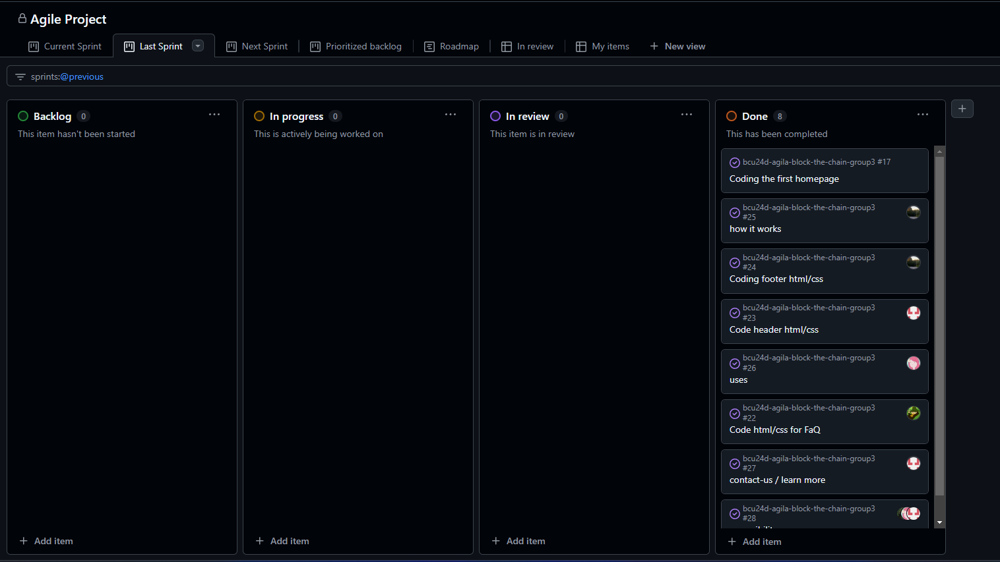 Agile Project
Current Sprint
Last Sprint
Next Sprint
Prioritized backlog
Roadmap
In review
My items
New view
sprints:@previous
Backlog 0
This item hasn't been started
Add item
In progress 0
This is actively being worked on
Add item
In review 0
This item is in review
Add item
Done 8
This has been completed
bcu24d-agila-block-the-chain-group3 #17
Coding the first homepage
bcu24d-agila-block-the-chain-group3
#25
how it works
bcu24d-agila-block-the-chain-group3
#24
Coding footer html/css
bcu24d-agila-block-the-chain-group3
#23
Code header html/css
bcu24d-agila-block-the-chain-group3
#26
uses
bcu24d-agila-block-the-chain-group3
#22
Code html/css for FaQ
bcu24d-agila-block-the-chain-group3
#27
contact-us / learn more
bcu24d-agila-block-the-chain-group3
#28
Add item